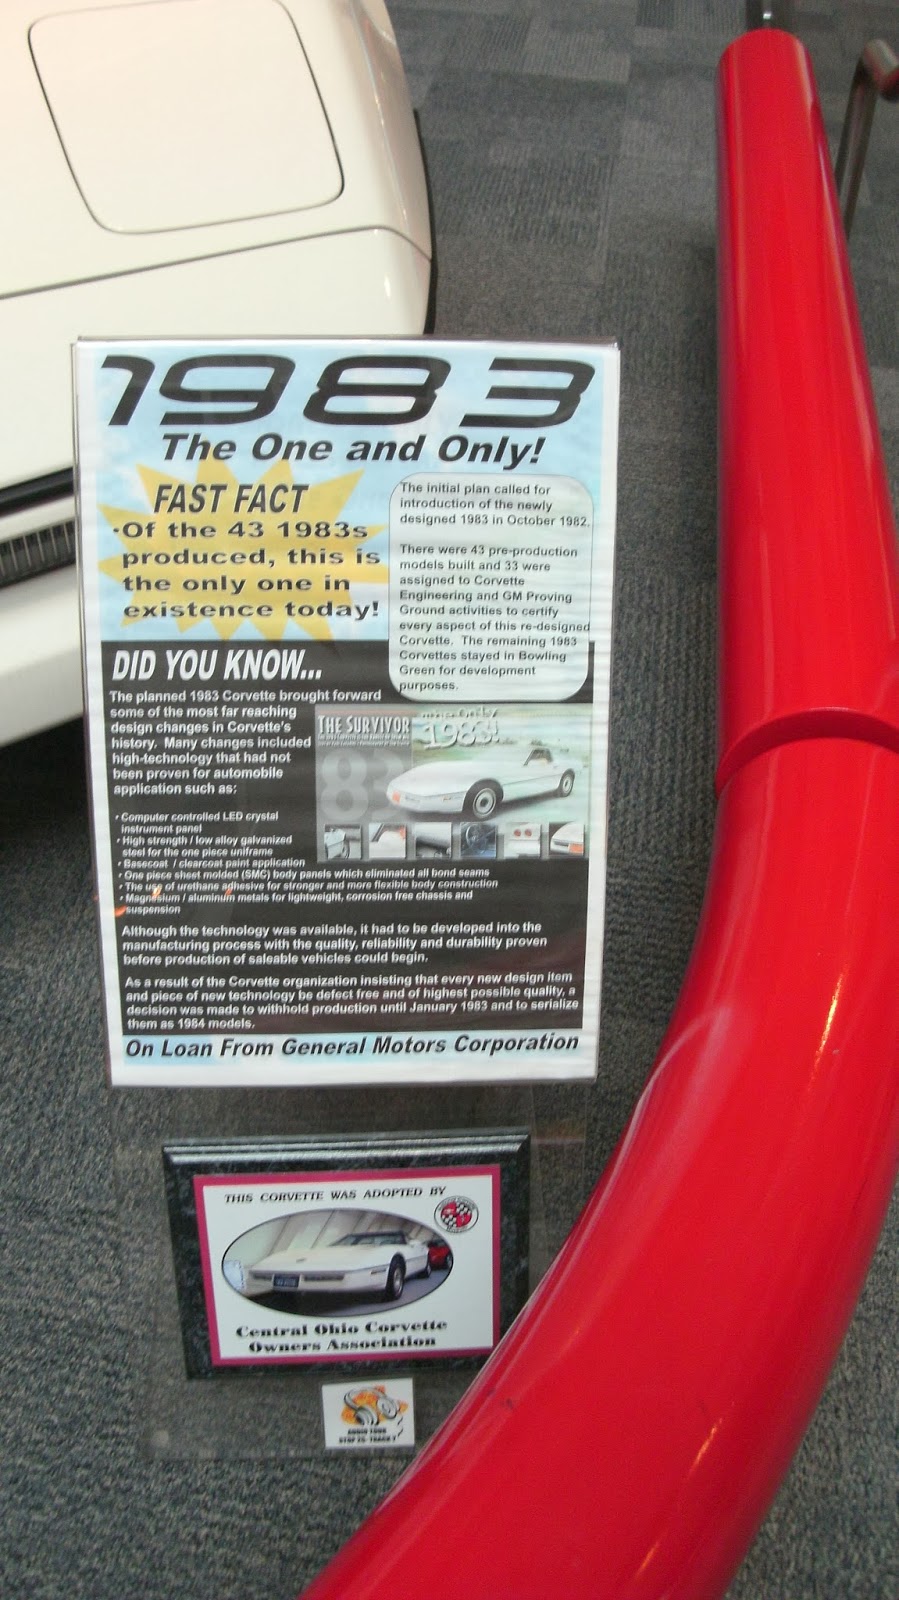 1983
The One and Only!
FAST FACT
•Of the 43 1983s
produced, this is
the only one in
existence today!
The initial plan called for
introduction of the newly
designed 1983 in October 1982.
There were 43 pre-production
models built and 33 were
assigned to Corvette
Engineering and GM Proving
Ground activities to certify
every aspect of this re-designed
Corvette. The remaining 1983
Corvettes stayed in Bowling
Green for development
purposes.
DID YOU KNOW...
The planned 1983 Corvette brought forward
some of the most far reaching
design changes in Corvette's
history. Many changes included
high-technology that had not
been proven for automobile
application such as:
THE SURVIVOR
the only
1983!
83
83
• Computer controlled LED crystal
instrument panel
• High strength / low alloy galvanized
steel for the one piece uniframe
• Basecoat / clearcoat paint application
• One piece sheet molded (SMC) body panels which eliminated all bond seams
• The use of urethane adhesive for stronger and more flexible body construction
• Magnesium / aluminum metals for lightweight, corrosion free chassis and
suspension
Although the technology was available, it had to be developed into the
manufacturing process with the quality, reliability and durability proven
before production of saleable vehicles could begin.
As a result of the Corvette organization insisting that every new design item
and piece of new technology be defect free and of highest possible quality, a
decision was made to withhold production until January 1983 and to serialize
them as 1984 models.
On Loan From General Motors Corporation
THIS CORVETTE WAS ADOPTED BY
Central Ohio Corvette
Owners Association
AUDIO TOUR